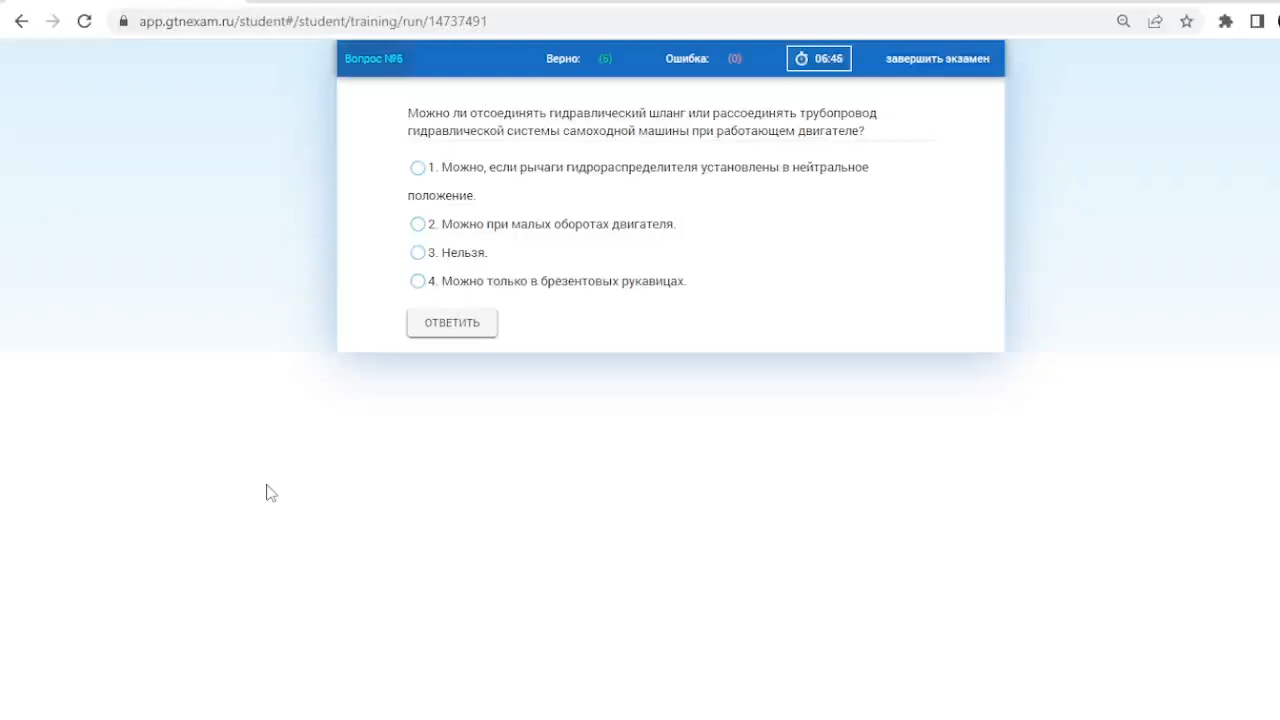 app.gtnexam.ru/student#/student/training/run/14737491
Вопрос №6 Верно: (5) Ошибка: (0) 06:46 завершить экзамен
Можно ли отсоединять гидравлический шланг или рассоединять трубопровод
гидравлической системы самоходной машины при работающем двигателе?
1. Можно, если рычаги гидрораспределителя установлены в нейтральное
положение.
2. Можно при малых оборотах двигателя.
3. Нельзя.
4. Можно только в брезентовых рукавицах.
ОТВЕТИТЬ